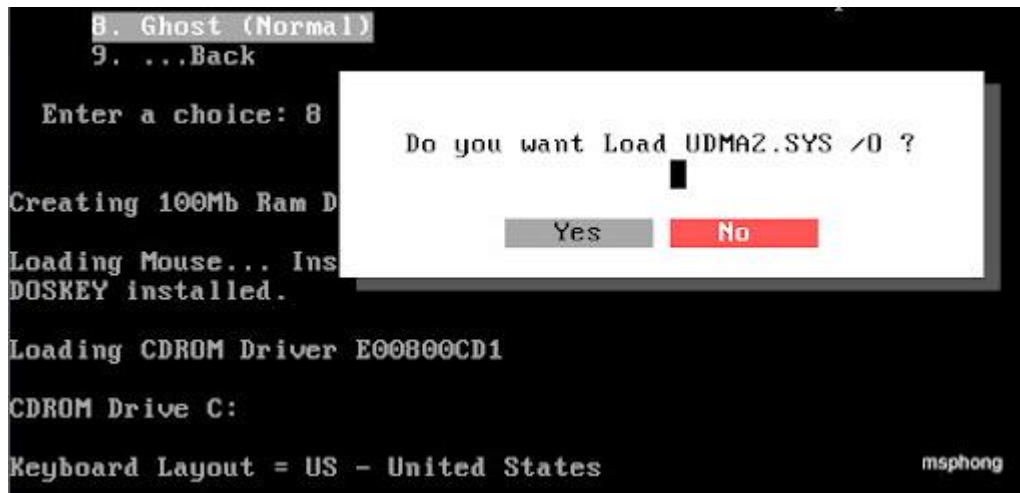 8. Ghost (Normal)
9. ...Back
Enter a choice: 8
Do you want Load UDMA2.SYS /O ?
Yes No
Creating 100Mb Ram D
Loading Mouse... Ins
DOSKEY installed.
Loading CDROM Driver E00800CD1
CDROM Drive C:
Keyboard Layout = US - United States
msphong